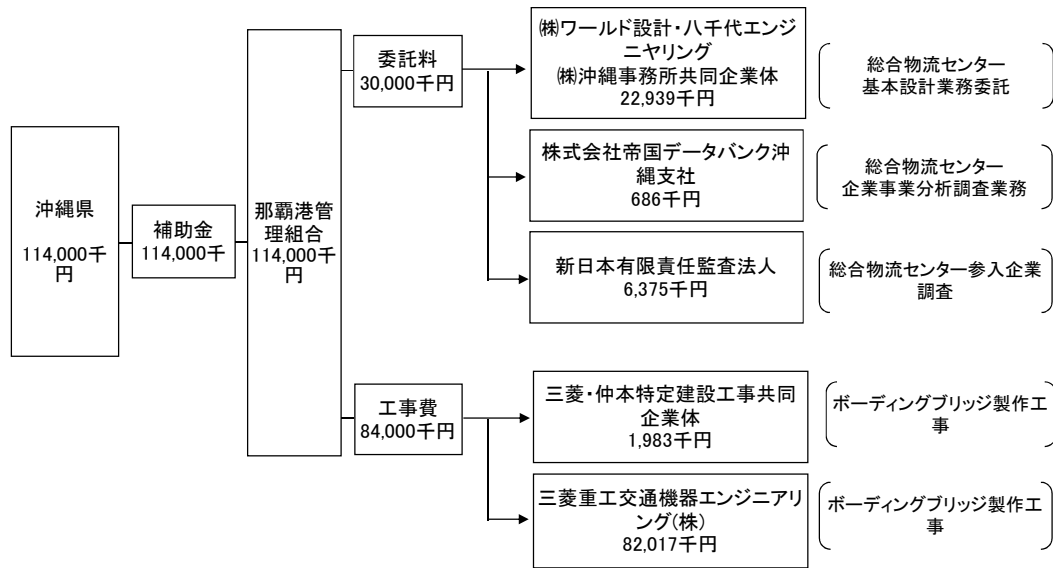 沖縄県
114,000千
円
補助金
114,000千
那覇港管
理組合
114,000千
円
委託料
30,000千円
㈱ワールド設計・八千代エンジ
ニヤリング
㈱沖縄事務所共同企業体
22,939千円
総合物流センター
基本設計業務委託
株式会社帝国データバンク沖
縄支社
686千円
総合物流センター
企業事業分析調査業務
新日本有限責任監査法人
6,375千円
総合物流センター参入企業
調査
工事費
84,000千円
三菱・仲本特定建設工事共同
企業体
1,983千円
ボーディングブリッジ製作工
事
三菱重工交通機器エンジニアリ
ング(株)
82,017千円
ボーディングブリッジ製作工
事